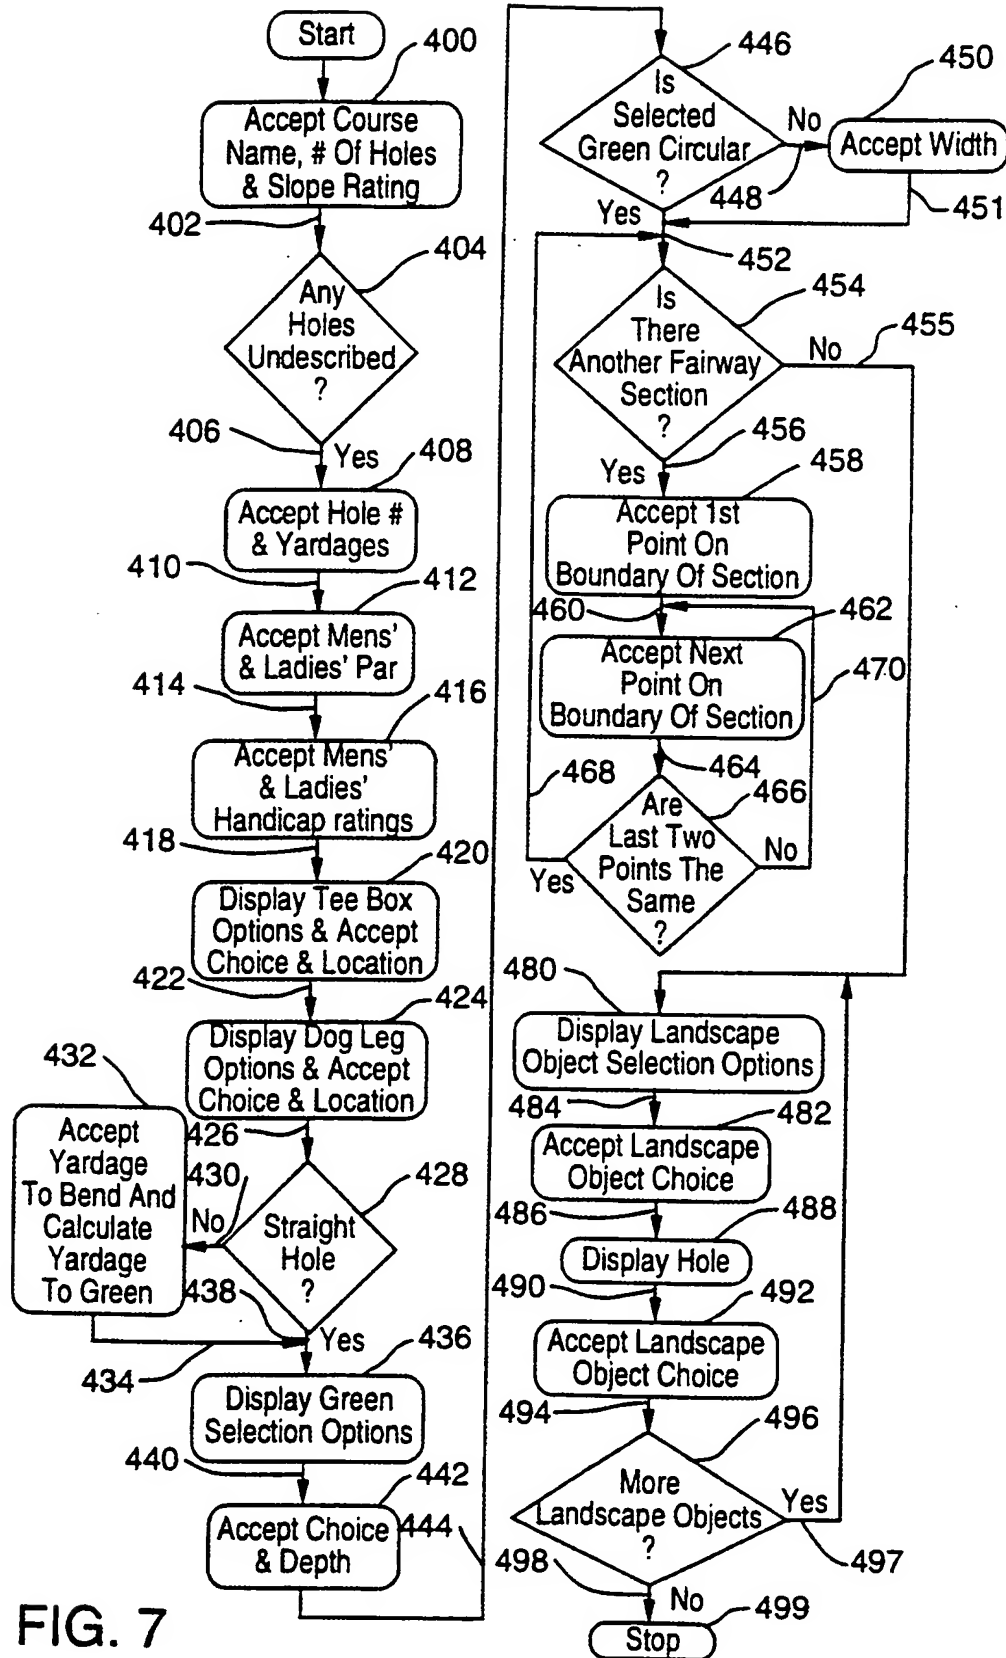 Start
400
Accept Course
Name, # Of Holes
& Slope Rating
402
404
Any
Holes
Undescribed
?
406
Yes
408
Accept Hole #
& Yardages
410
412
Accept Mens'
& Ladies' Par
414
416
Accept Mens'
& Ladies'
Handicap ratings
418
420
Display Tee Box
Options & Accept
Choice & Location
422
424
Display Dog Leg
Options & Accept
Choice & Location
432
426
Accept
Yardage
To Bend And
Calculate
Yardage
To Green
430
No
428
Straight
Hole
?
438
Yes
434
436
Display Green
Selection Options
440
442
Accept Choice
& Depth
444
446
Is
Selected
Green Circular
?
No
448
450
Accept Width
451
Yes
452
454
Is
There
Another Fairway
Section
?
No
455
456
Yes
458
Accept 1st
Point On
Boundary Of Section
460
462
Accept Next
Point On
Boundary Of Section
470
464
468
466
Are
Last Two
Points The
Same
?
Yes
No
480
Display Landscape
Object Selection Options
484
482
Accept Landscape
Object Choice
486
488
Display Hole
490
492
Accept Landscape
Object Choice
494
496
More
Landscape Objects
?
Yes
497
498
No
499
Stop
FIG. 7